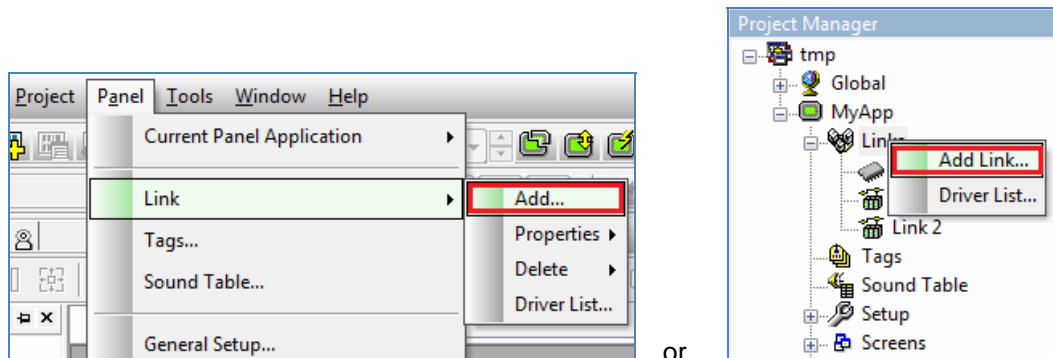 Project Panel Tools Window Help
Current Panel Application
Link
Add...
Properties
Delete
Driver List...
Tags...
Sound Table...
General Setup...
or
Project Manager
tmp
Global
MyApp
Add Link...
Driver List...
Link 2
Tags
Sound Table
Setup
Screens